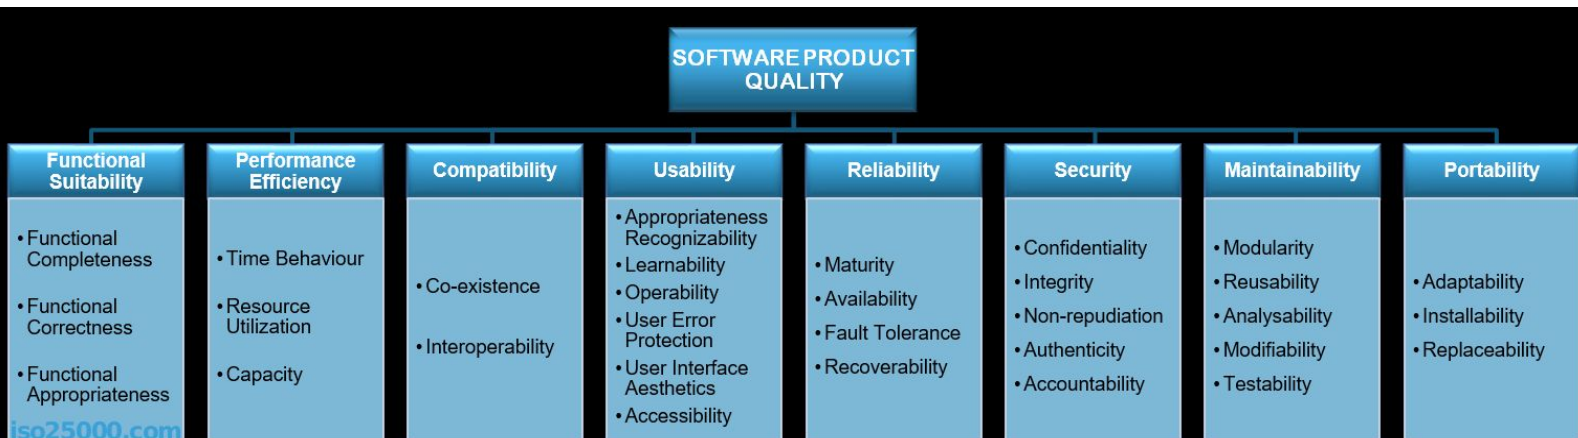 SOFTWARE PRODUCT
QUALITY
Functional
Suitability
• Functional
Completeness
• Functional
Correctness
• Functional
Appropriateness
Performance
Efficiency
• Time Behaviour
• Resource
Utilization
• Capacity
Compatibility
• Co-existence
• Interoperability
Usability
• Appropriateness
Recognizability
• Learnability
• Operability
• User Error
Protection
• User Interface
Aesthetics
• Accessibility
Reliability
• Maturity
• Availability
• Fault Tolerance
• Recoverability
Security
• Confidentiality
• Integrity
• Non-repudiation
• Authenticity
• Accountability
Maintainability
• Modularity
• Reusability
• Analysability
• Modifiability
• Testability
Portability
• Adaptability
• Installability
• Replaceability
iso25000.com